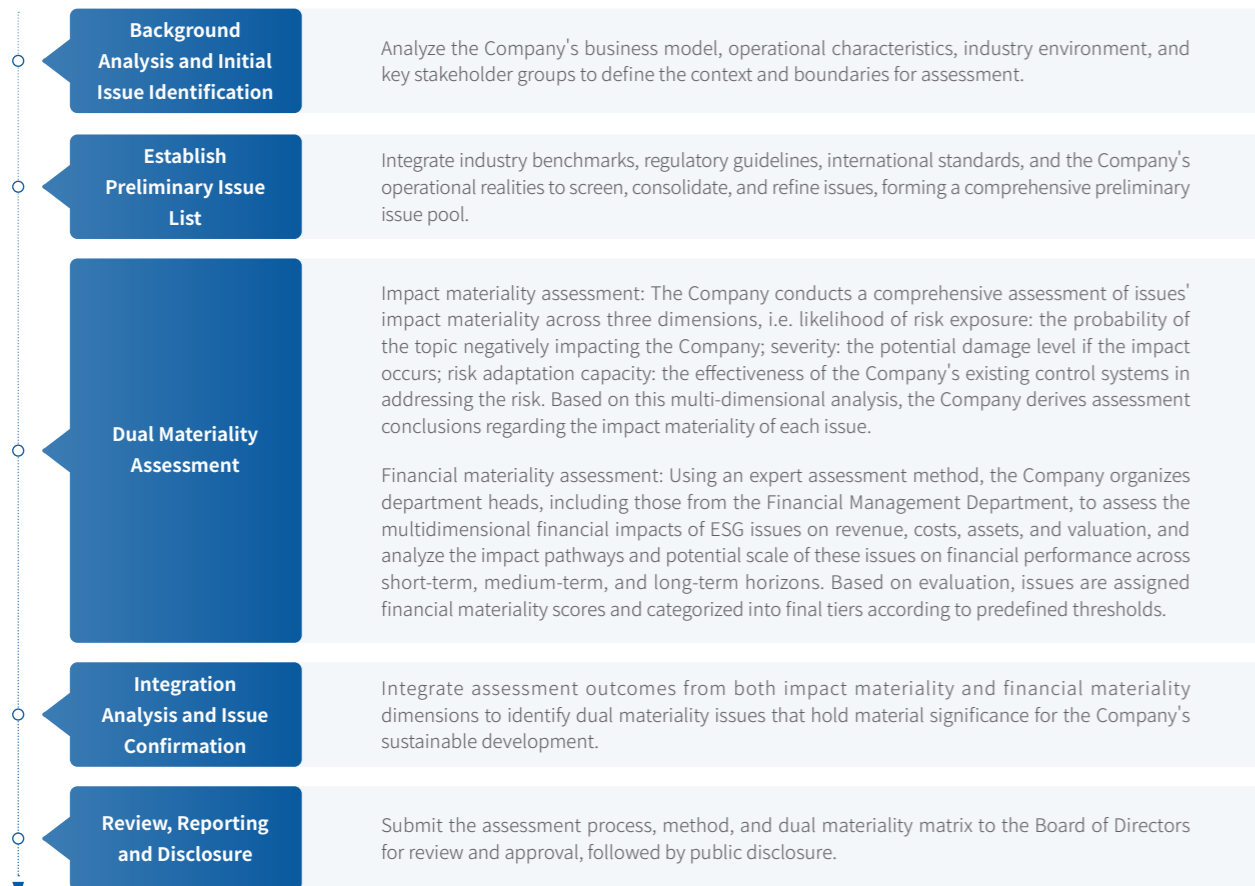 Background
Analysis and Initial
Issue Identification
Analyze the Company's business model, operational characteristics, industry environment, and
key stakeholder groups to define the context and boundaries for assessment.
Establish
Preliminary Issue
List
Integrate industry benchmarks, regulatory guidelines, international standards, and the Company's
operational realities to screen, consolidate, and refine issues, forming a comprehensive preliminary
issue pool.
Dual Materiality
Assessment
Impact materiality assessment: The Company conducts a comprehensive assessment of issues'
impact materiality across three dimensions, i.e. likelihood of risk exposure: the probability of
the topic negatively impacting the Company; severity: the potential damage level if the impact
occurs; risk adaptation capacity: the effectiveness of the Company's existing control systems in
addressing the risk. Based on this multi-dimensional analysis, the Company derives assessment
conclusions regarding the impact materiality of each issue.
Financial materiality assessment: Using an expert assessment method, the Company organizes
department heads, including those from the Financial Management Department, to assess the
multidimensional financial impacts of ESG issues on revenue, costs, assets, and valuation, and
analyze the impact pathways and potential scale of these issues on financial performance across
short-term, medium-term, and long-term horizons. Based on evaluation, issues are assigned
financial materiality scores and categorized into final tiers according to predefined thresholds.
Integration
Analysis and Issue
Confirmation
Integrate assessment outcomes from both impact materiality and financial materiality
dimensions to identify dual materiality issues that hold material significance for the Company's
sustainable development.
Review, Reporting
and Disclosure
Submit the assessment process, method, and dual materiality matrix to the Board of Directors
for review and approval, followed by public disclosure.